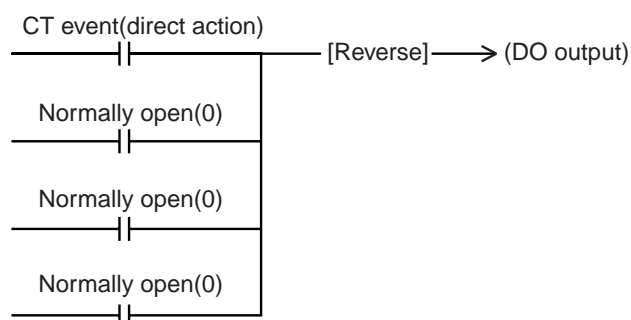 CT event(direct action)
[Reverse] (DO output)
Normally open(0)
Normally open(0)
Normally open(0)